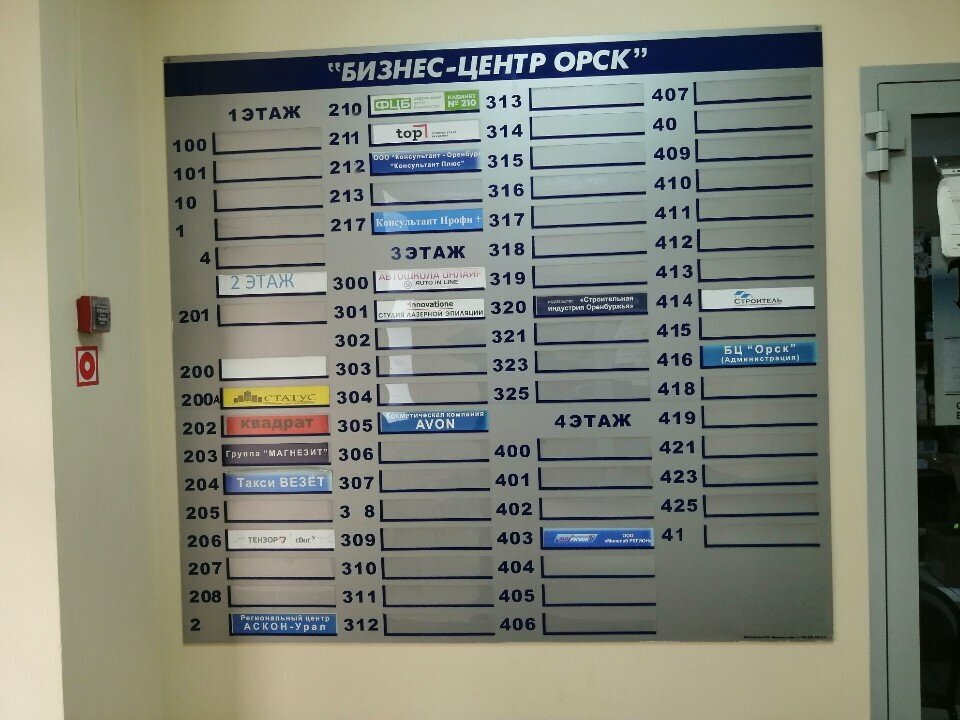 "БИЗНЕС-ЦЕНТР ОРСК"
1 ЭТАЖ
100
101
10
1
4
2 ЭТАЖ
201
200
200А СТАТУС
202 квадрат
203 Группа "МАГНЕЗИТ"
204 Такси ВЕЗЁТ
205
206 ТЕНЗОР сбис
207
208
2 Региональный центр
АСКОН-Урал
210 ФЦБ КАБИНЕТ
№ 210
211 top
212 ООО "Консультант - Оренбург"
"Консультант Плюс"
213
217 Консультант Профи +
3 ЭТАЖ
300 АВТОШКОЛА ОНЛАЙН
AUTO IN LINE
301 innovatione
СТУДИЯ ЛАЗЕРНОЙ ЭПИЛЯЦИИ
302
303
304
305 Косметическая компания
AVON
306
307
3 8
309
310
311
312
313
314
315
316
317
318
319
320 «Строительная
индустрия Оренбуржья»
321
323
325
4 ЭТАЖ
400
401
402
403 РЕГИОН ООО
404
405
406
407
40
409
410
411
412
413
414 СТРОИТЕЛЬ
415
416 БЦ "Орск"
(Администрация)
418
419
421
423
425
41